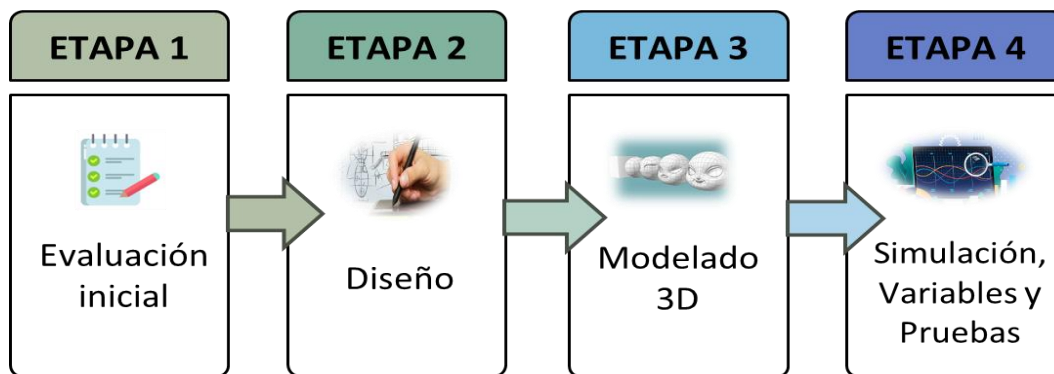 ETAPA 1
ETAPA 2
ETAPA 3
ETAPA 4
Evaluación
inicial
Diseño
Modelado
3D
Simulación,
Variables y
Pruebas